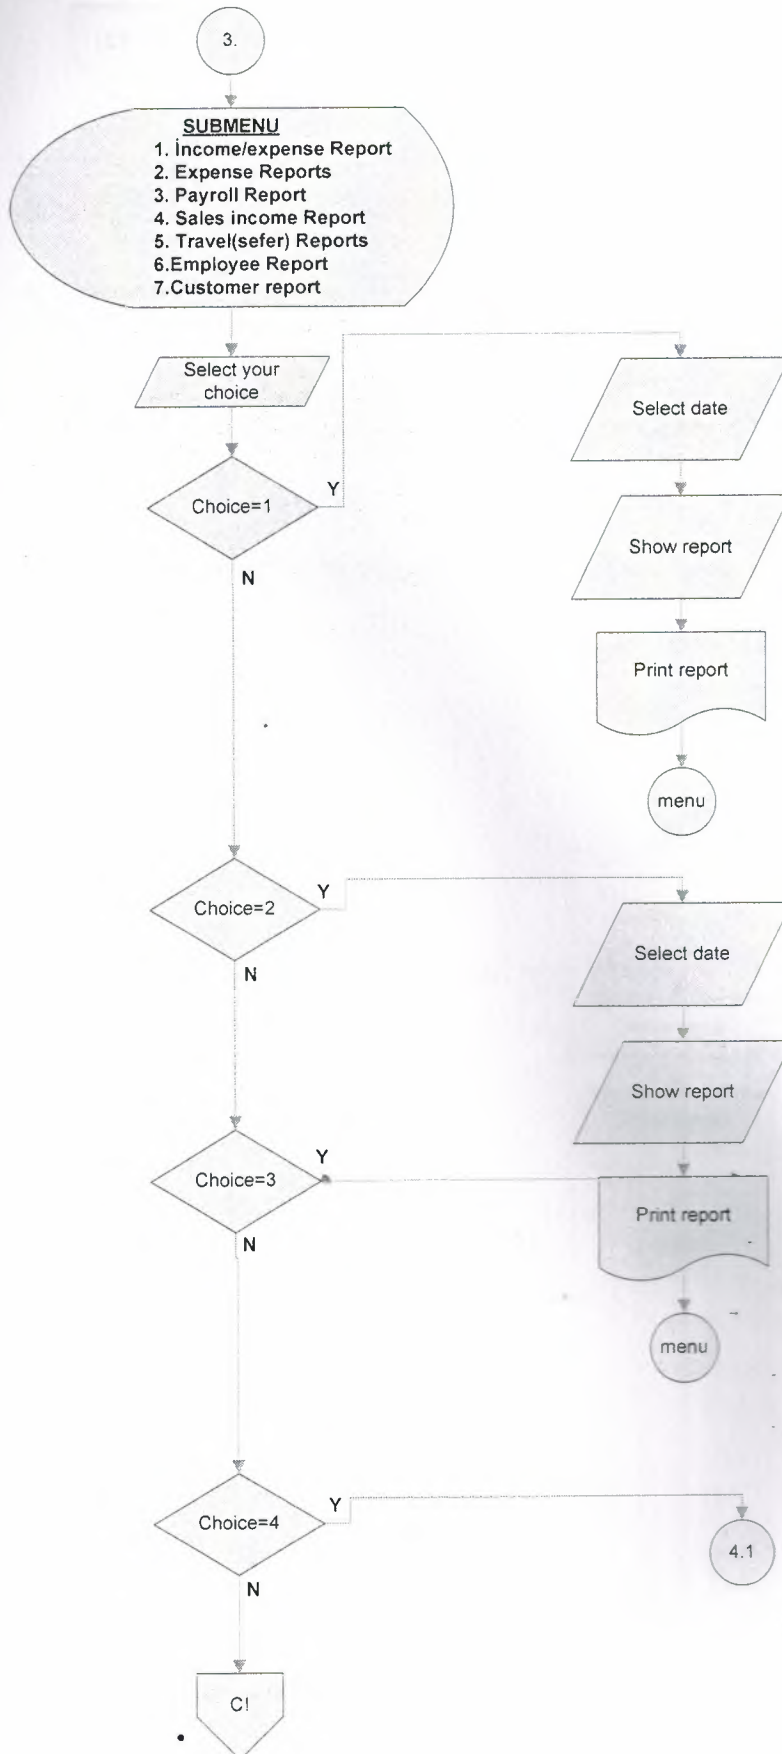 3.
SUBMENU
1. İncome/expense Report
2. Expense Reports
3. Payroll Report
4. Sales income Report
5. Travel(sefer) Reports
6.Employee Report
7.Customer report
Select your
choice
Choice=1
Y
N
Select date
Show report
Print report
menu
Choice=2
Y
N
Select date
Show report
Choice=3
Y
N
Print report
menu
Choice=4
Y
N
4.1
C!